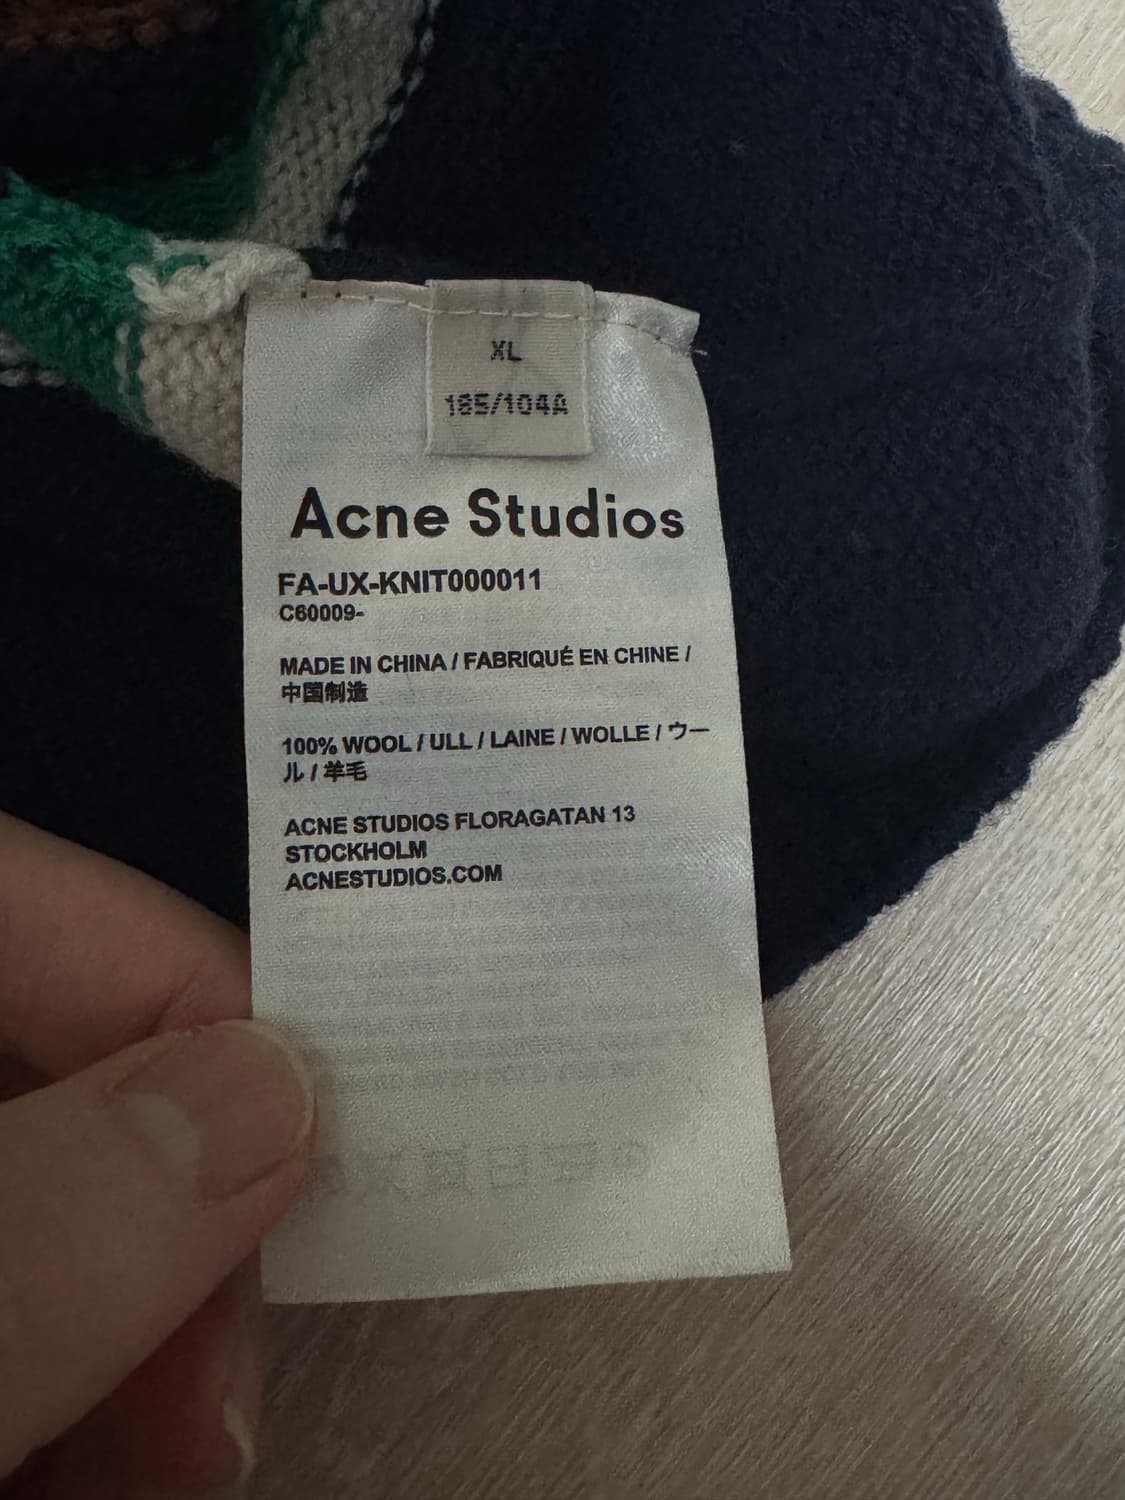 XL
185/104A
Acne Studios
FA-UX-KNIT000011
C60009-
MADE IN CHINA / FABRIQUÉ EN CHINE /
中国制造
100% WOOL / ULL / LAINE / WOLLE / ウー
ル / 羊毛
ACNE STUDIOS FLORAGATAN 13
STOCKHOLM
ACNESTUDIOS.COM